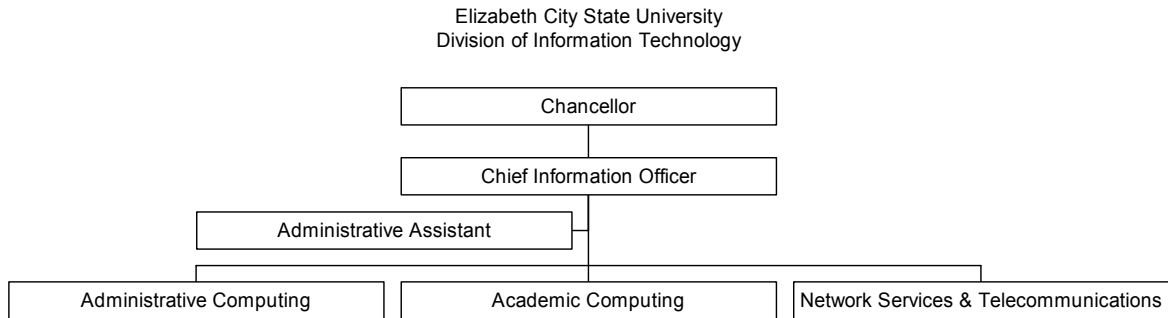 Elizabeth City State University
Division of Information Technology
Chancellor
Chief Information Officer
Administrative Assistant
Administrative Computing
Academic Computing
Network Services & Telecommunications